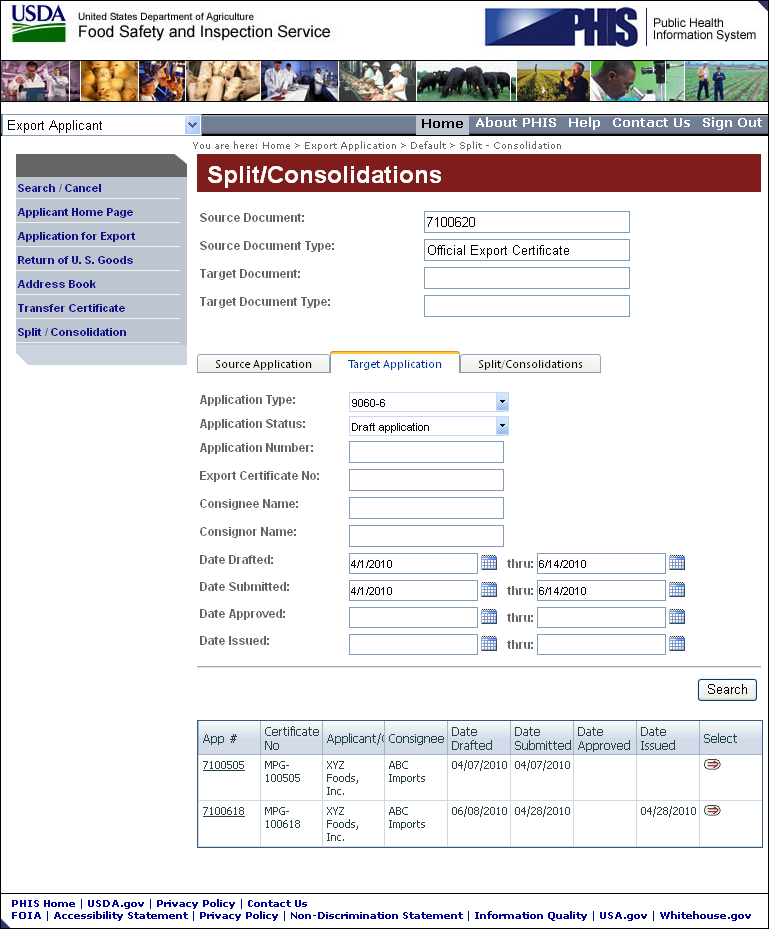 USDA
United States Department of Agriculture
Food Safety and Inspection Service
PHIS
Public Health
Information System
Export Applicant
Home
About PHIS
Help
Contact Us
Sign Out
You are here: Home > Export Application > Default > Split - Consolidation
Search / Cancel
Applicant Home Page
Application for Export
Return of U. S. Goods
Address Book
Transfer Certificate
Split / Consolidation
Split/Consolidations
Source Document: 7100620
Source Document Type: Official Export Certificate
Target Document:
Target Document Type:
Source Application
Target Application
Split/Consolidations
Application Type: 9060-6
Application Status: Draft application
Application Number:
Export Certificate No:
Consignee Name:
Consignor Name:
Date Drafted: 4/1/2010 thru: 6/14/2010
Date Submitted: 4/1/2010 thru: 6/14/2010
Date Approved: thru:
Date Issued: thru:
Search
App # Certificate No Applicant/C Consignee Date Drafted Date Submitted Date Approved Date Issued Select
7100505 MPG-100505 XYZ Foods, Inc. ABC Imports 04/07/2010 04/07/2010
7100618 MPG-100618 XYZ Foods, Inc. ABC Imports 06/08/2010 04/28/2010 04/28/2010
PHIS Home | USDA.gov | Privacy Policy | Contact Us
FOIA | Accessibility Statement | Privacy Policy | Non-Discrimination Statement | Information Quality | USA.gov | Whitehouse.gov